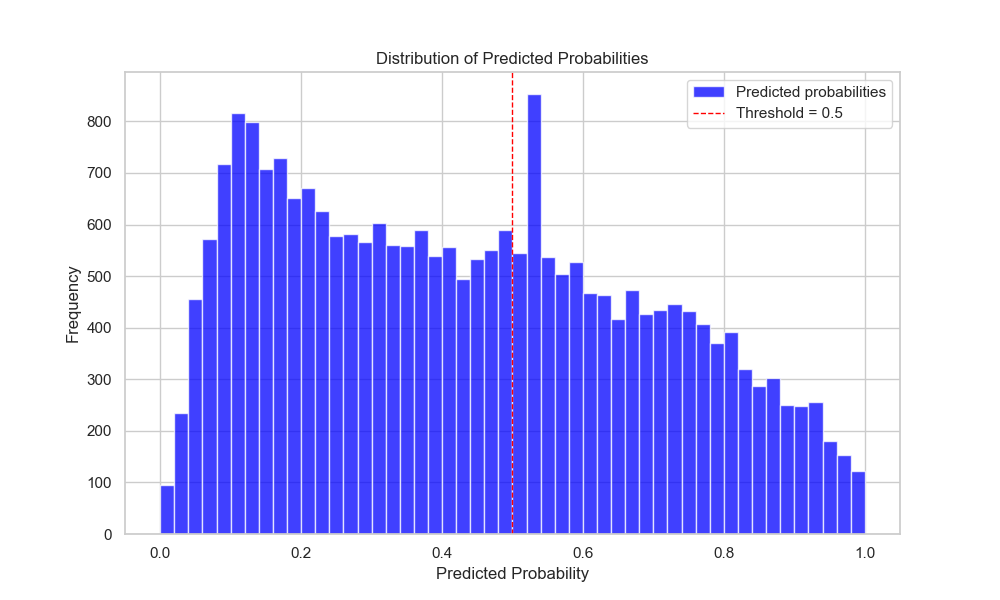 Distribution of Predicted Probabilities
Predicted probabilities
Threshold = 0.5
Frequency
800
700
600
500
400
300
200
100
0
0.0 0.2 0.4 0.6 0.8 1.0
Predicted Probability